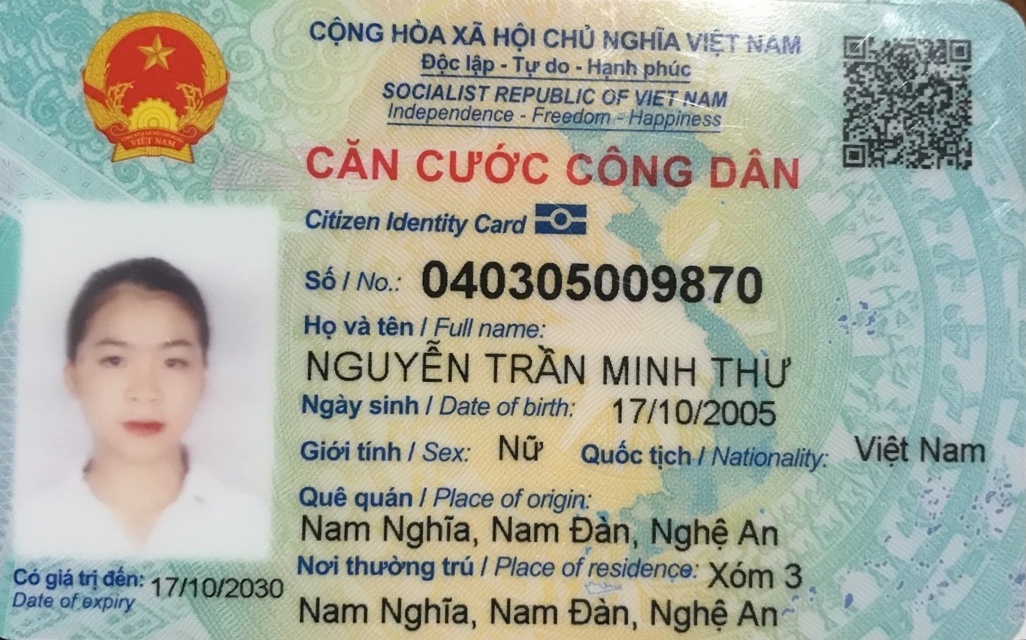 CỘNG HÒA XÃ HỘI CHỦ NGHĨA VIỆT NAM
Độc lập - Tự do - Hạnh phúc
SOCIALIST REPUBLIC OF VIET NAM
Independence - Freedom - Happiness
CĂN CƯỚC CÔNG DÂN
Citizen Identity Card
Số / No.: 040305009870
Họ và tên / Full name:
NGUYỄN TRẦN MINH THƯ
Ngày sinh / Date of birth: 17/10/2005
Giới tính / Sex: Nữ Quốc tịch / Nationality: Việt Nam
Quê quán / Place of origin:
Nam Nghĩa, Nam Đàn, Nghệ An
Nơi thường trú / Place of residence: Xóm 3
Nam Nghĩa, Nam Đàn, Nghệ An
Có giá trị đến: 17/10/2030
Date of expiry
VIỆT NAM